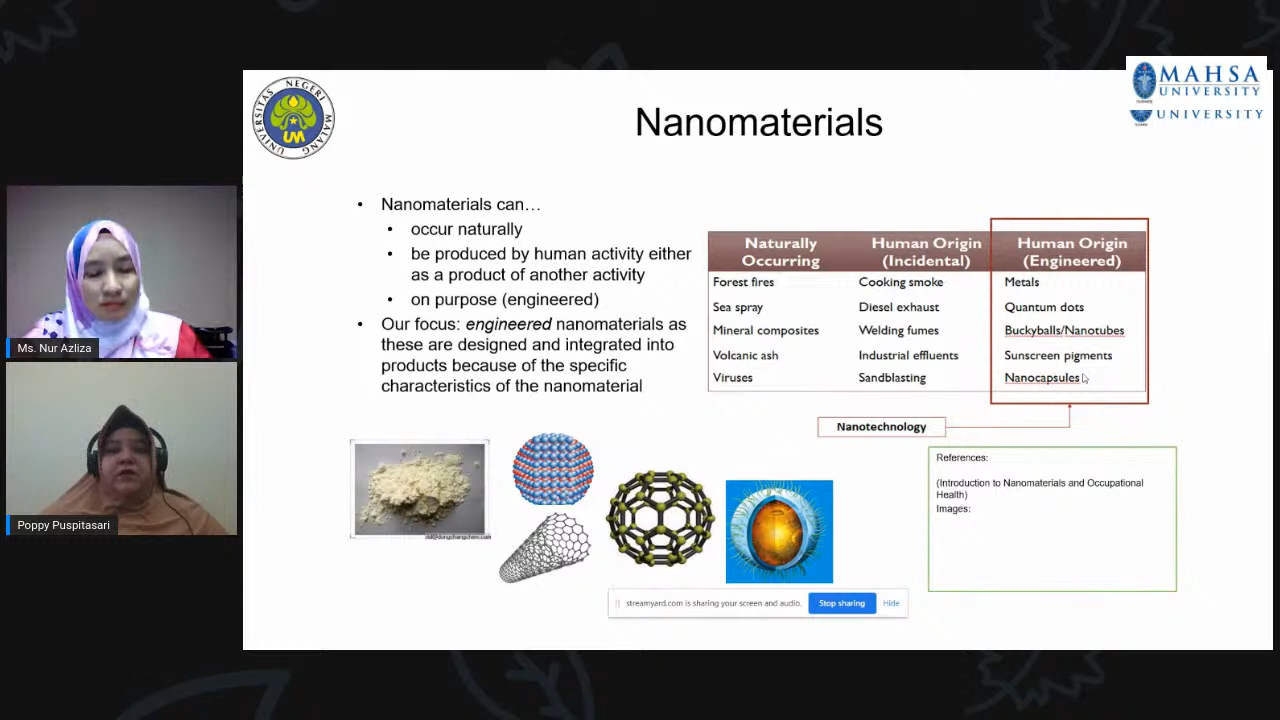 MAHSA
UNIVERSITY
UNIVERSITY
UNIVERSITAS NEGERI MALANG
UM
Nanomaterials
• Nanomaterials can…
• occur naturally
• be produced by human activity either
as a product of another activity
• on purpose (engineered)
• Our focus: engineered nanomaterials as
these are designed and integrated into
products because of the specific
characteristics of the nanomaterial
Naturally Occurring | Human Origin (Incidental) | Human Origin (Engineered)
Forest fires | Cooking smoke | Metals
Sea spray | Diesel exhaust | Quantum dots
Mineral composites | Welding fumes | Buckyballs/Nanotubes
Volcanic ash | Industrial effluents | Sunscreen pigments
Viruses | Sandblasting | Nanocapsules
Nanotechnology
References:
(Introduction to Nanomaterials and Occupational
Health)
Images:
streamyard.com is sharing your screen and audio.
Stop sharing
Hide
Ms. Nur Azliza
Poppy Puspitasari